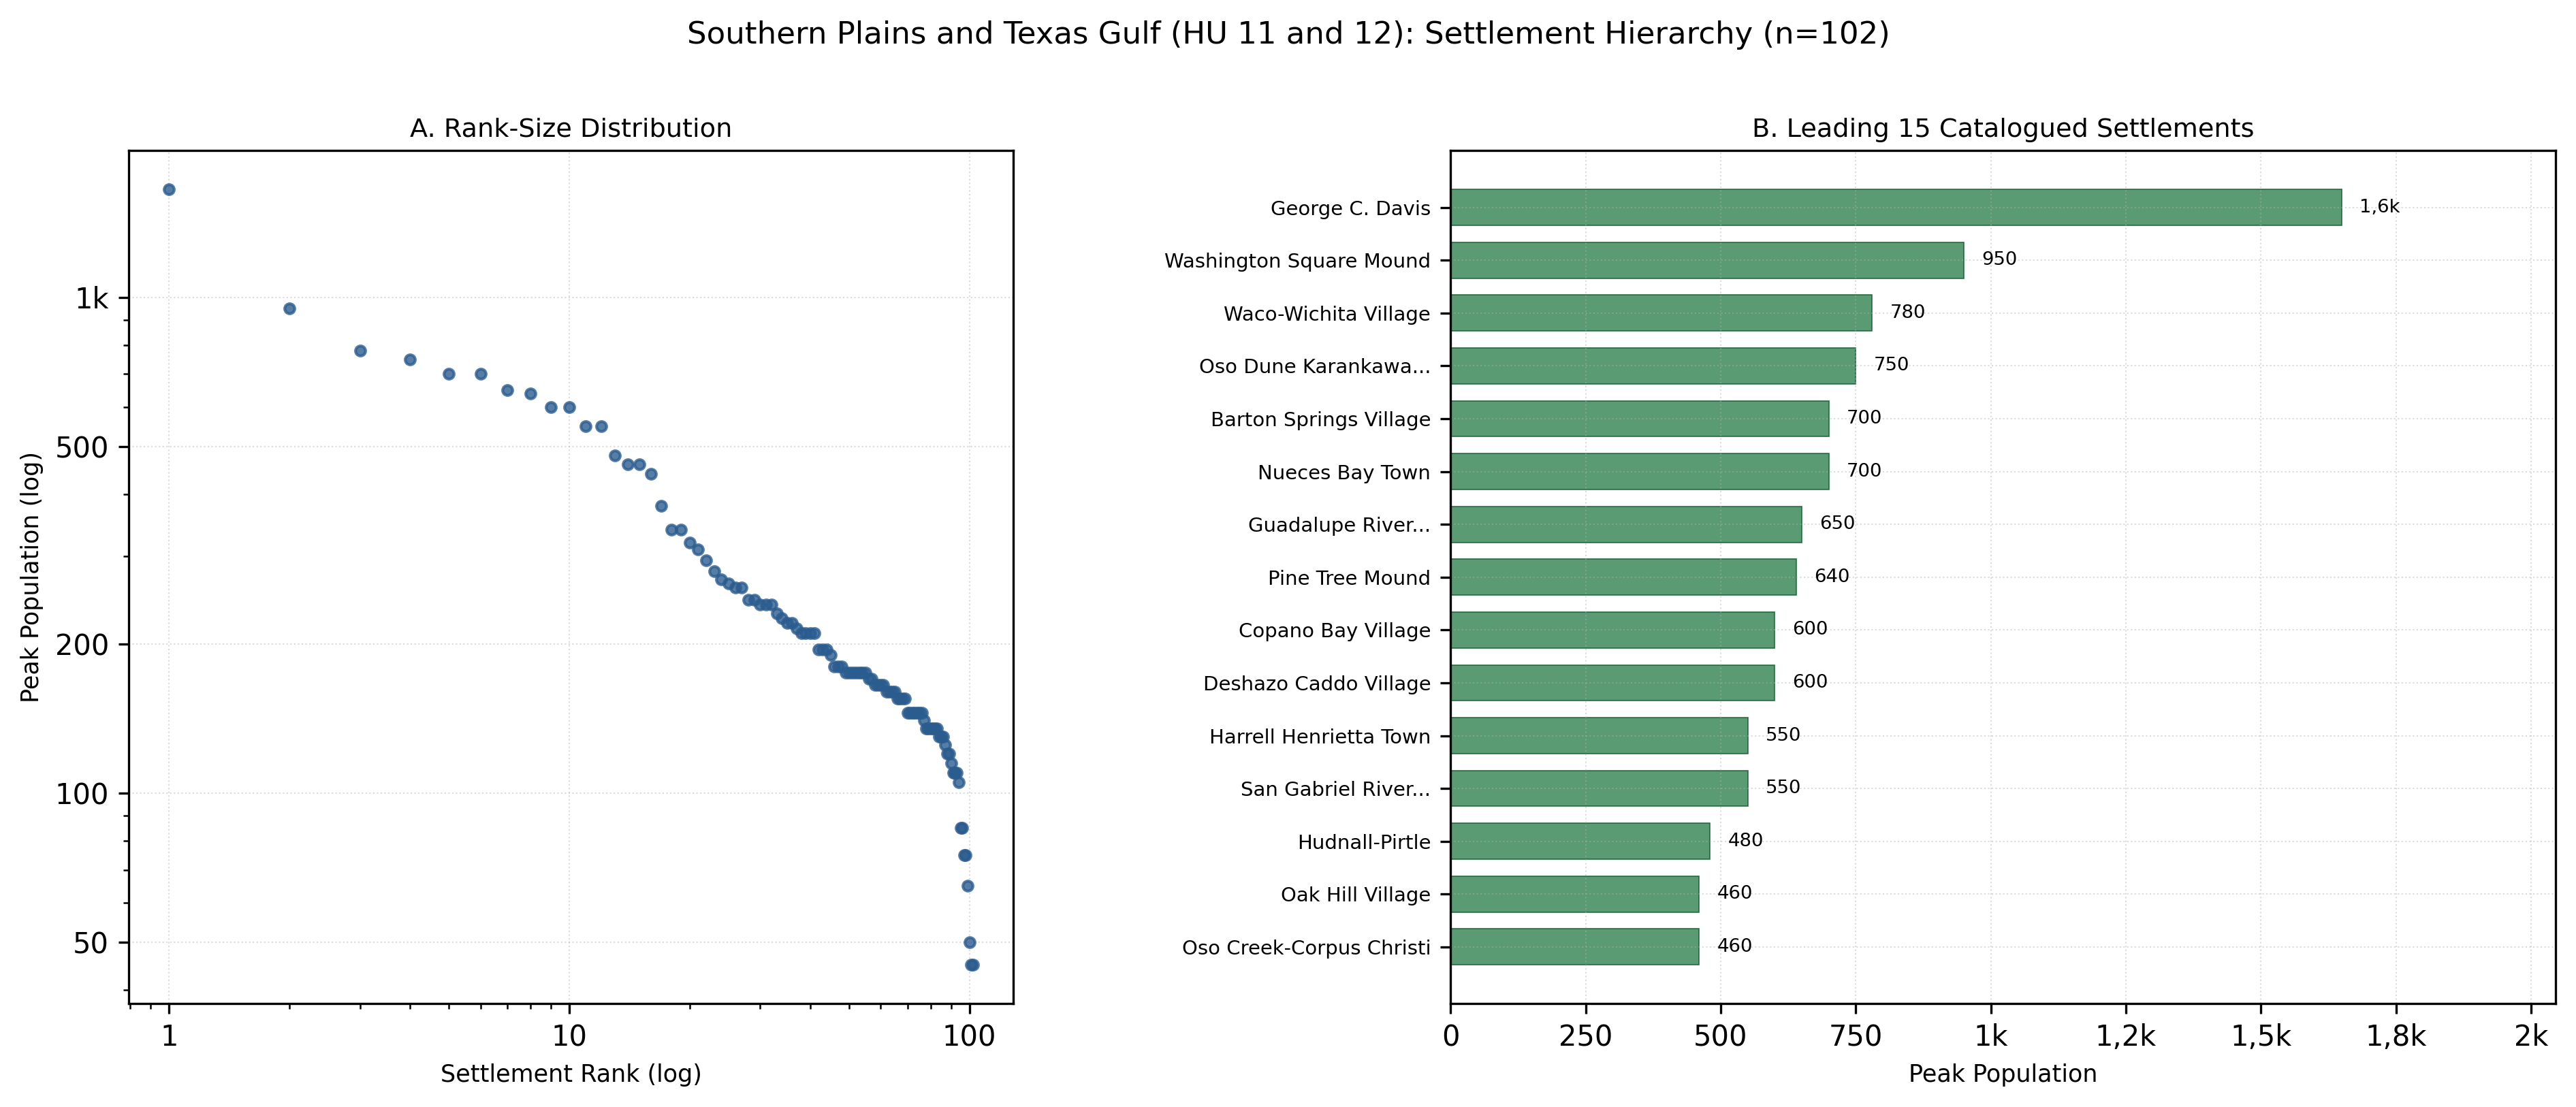 Southern Plains and Texas Gulf (HU 11 and 12): Settlement Hierarchy (n=102)
A. Rank-Size Distribution
Peak Population (log)
1k
500
200
100
50
1 10 100
Settlement Rank (log)
B. Leading 15 Catalogued Settlements
George C. Davis 1,6k
Washington Square Mound 950
Waco-Wichita Village 780
Oso Dune Karankawa... 750
Barton Springs Village 700
Nueces Bay Town 700
Guadalupe River... 650
Pine Tree Mound 640
Copano Bay Village 600
Deshazo Caddo Village 600
Harrell Henrietta Town 550
San Gabriel River... 550
Hudnall-Pirtle 480
Oak Hill Village 460
Oso Creek-Corpus Christi 460
0 250 500 750 1k 1,2k 1,5k 1,8k 2k
Peak Population